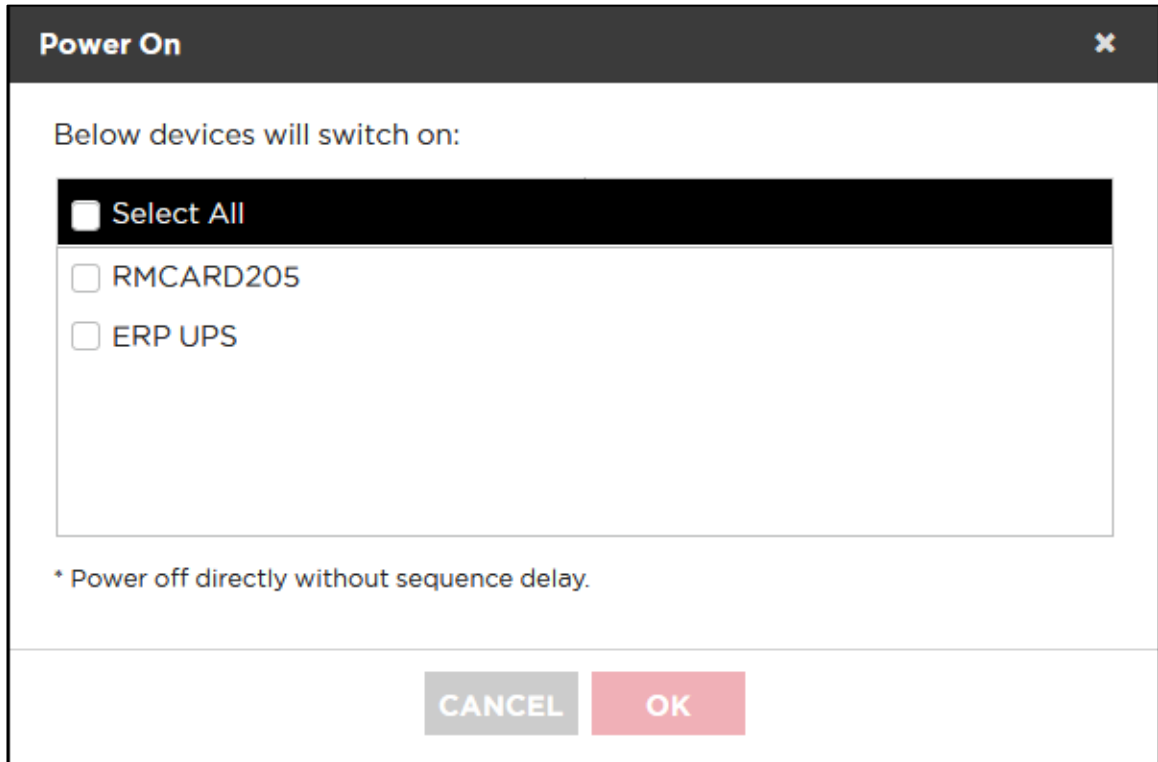 Power On
Below devices will switch on:
Select All
RMCARD205
ERP UPS
* Power off directly without sequence delay.
CANCEL OK